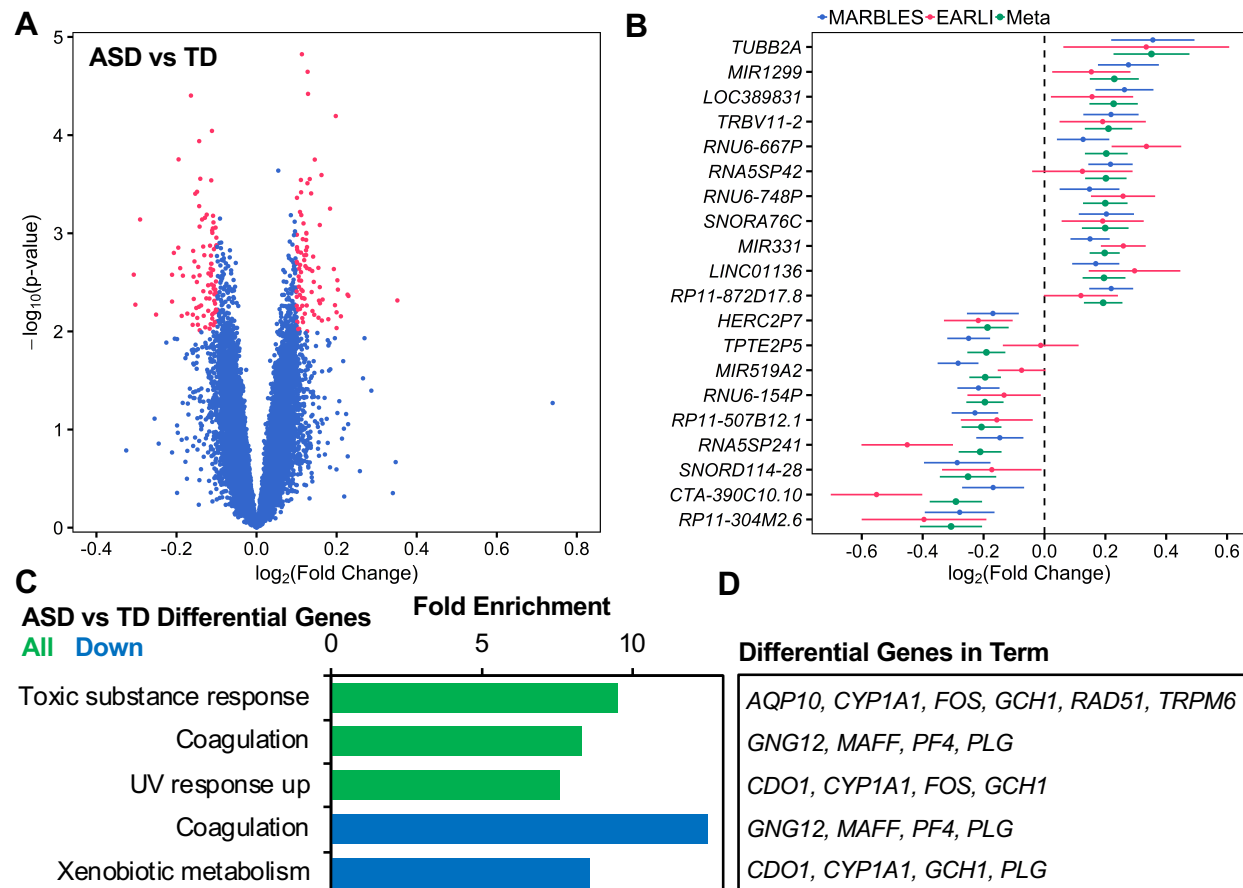 A
ASD vs TD
5
4
3
2
1
0
−log10(p-value)
-0.4 -0.2 0.0 0.2 0.4 0.6 0.8
log2(Fold Change)
B
MARBLES EARLI Meta
TUBB2A
MIR1299
LOC389831
TRBV11-2
RNU6-667P
RNA5SP42
RNU6-748P
SNORA76C
MIR331
LINC01136
RP11-872D17.8
HERC2P7
TPTE2P5
MIR519A2
RNU6-154P
RP11-507B12.1
RNA5SP241
SNORD114-28
CTA-390C10.10
RP11-304M2.6
-0.6 -0.4 -0.2 0.0 0.2 0.4 0.6
log2(Fold Change)
C
ASD vs TD Differential Genes
All Down
Fold Enrichment
0 5 10
Toxic substance response
Coagulation
UV response up
Coagulation
Xenobiotic metabolism
D
Differential Genes in Term
AQP10, CYP1A1, FOS, GCH1, RAD51, TRPM6
GNG12, MAFF, PF4, PLG
CDO1, CYP1A1, FOS, GCH1
GNG12, MAFF, PF4, PLG
CDO1, CYP1A1, GCH1, PLG